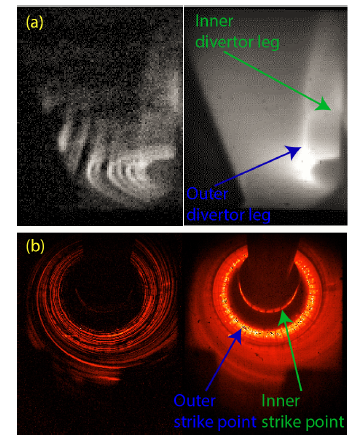 (a)
Inner
divertor leg
Outer
divertor leg
(b)
Outer
strike point
Inner
strike point